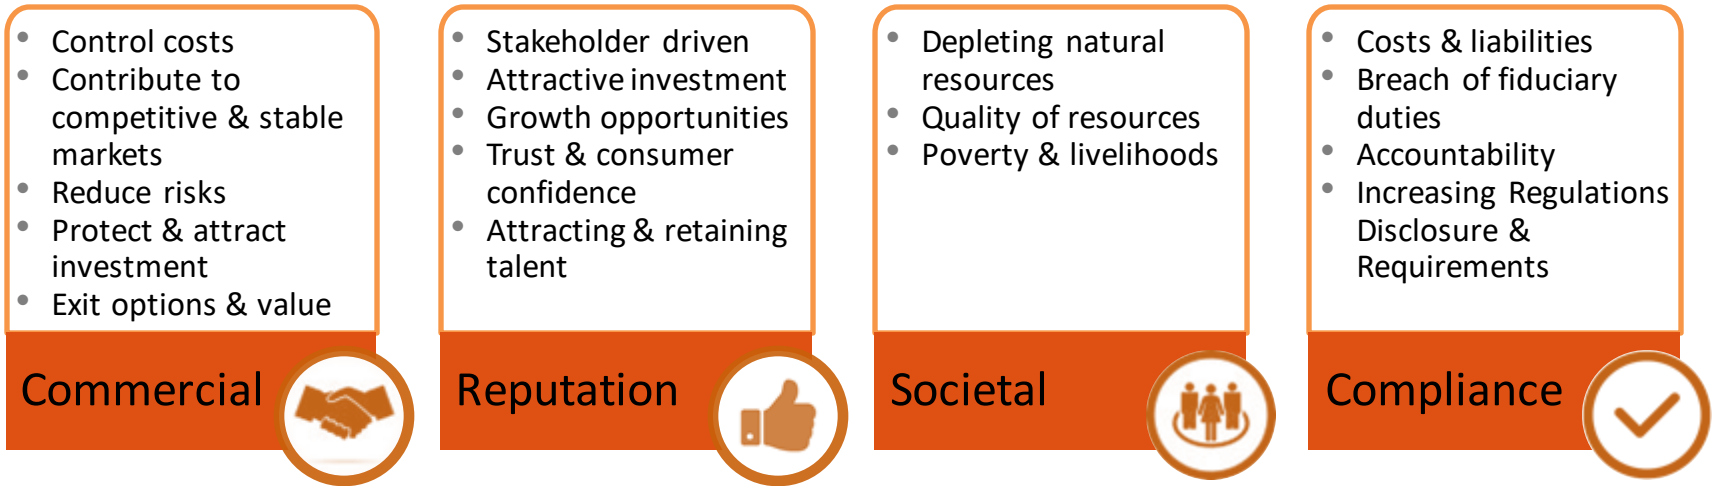 • Control costs
• Contribute to
competitive & stable
markets
• Reduce risks
• Protect & attract
investment
• Exit options & value
Commercial
• Stakeholder driven
• Attractive investment
• Growth opportunities
• Trust & consumer
confidence
• Attracting & retaining
talent
Reputation
• Depleting natural
resources
• Quality of resources
• Poverty & livelihoods
Societal
• Costs & liabilities
• Breach of fiduciary
duties
• Accountability
• Increasing Regulations
Disclosure &
Requirements
Compliance